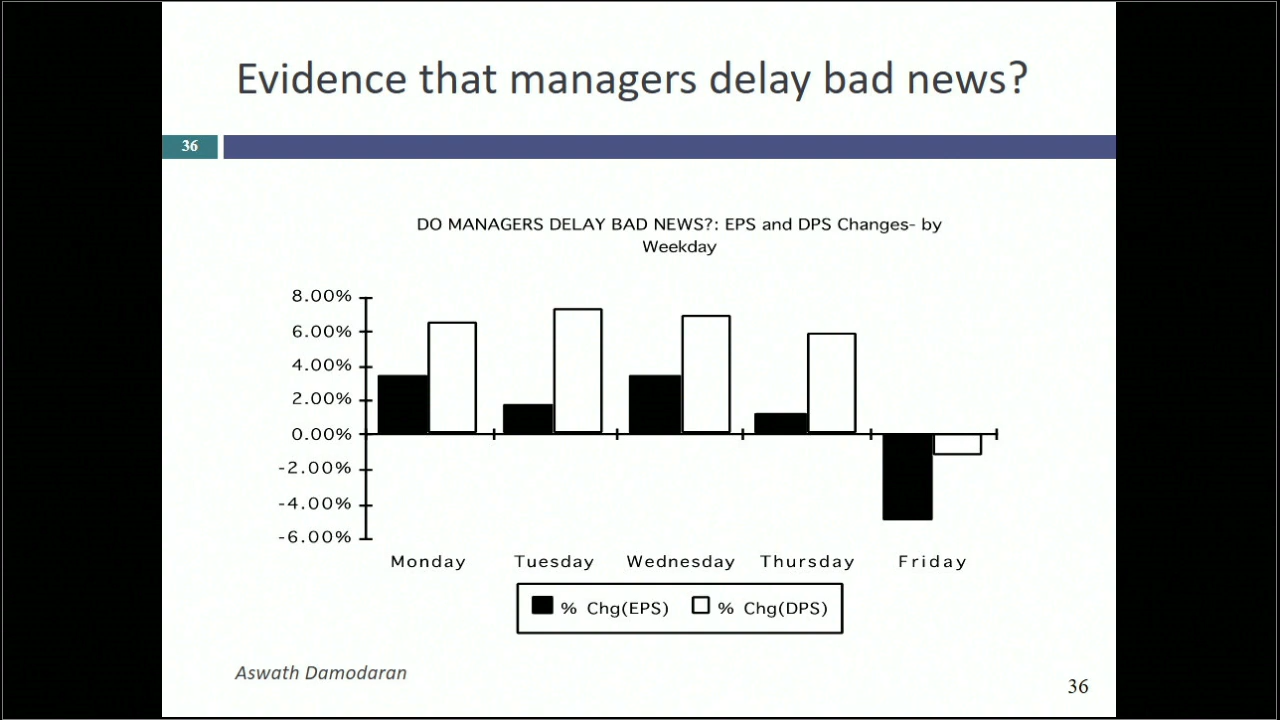 Evidence that managers delay bad news?
36
DO MANAGERS DELAY BAD NEWS?: EPS and DPS Changes- by
Weekday
8.00%
6.00%
4.00%
2.00%
0.00%
-2.00%
-4.00%
-6.00%
Monday Tuesday Wednesday Thursday Friday
% Chg(EPS) % Chg(DPS)
Aswath Damodaran
36